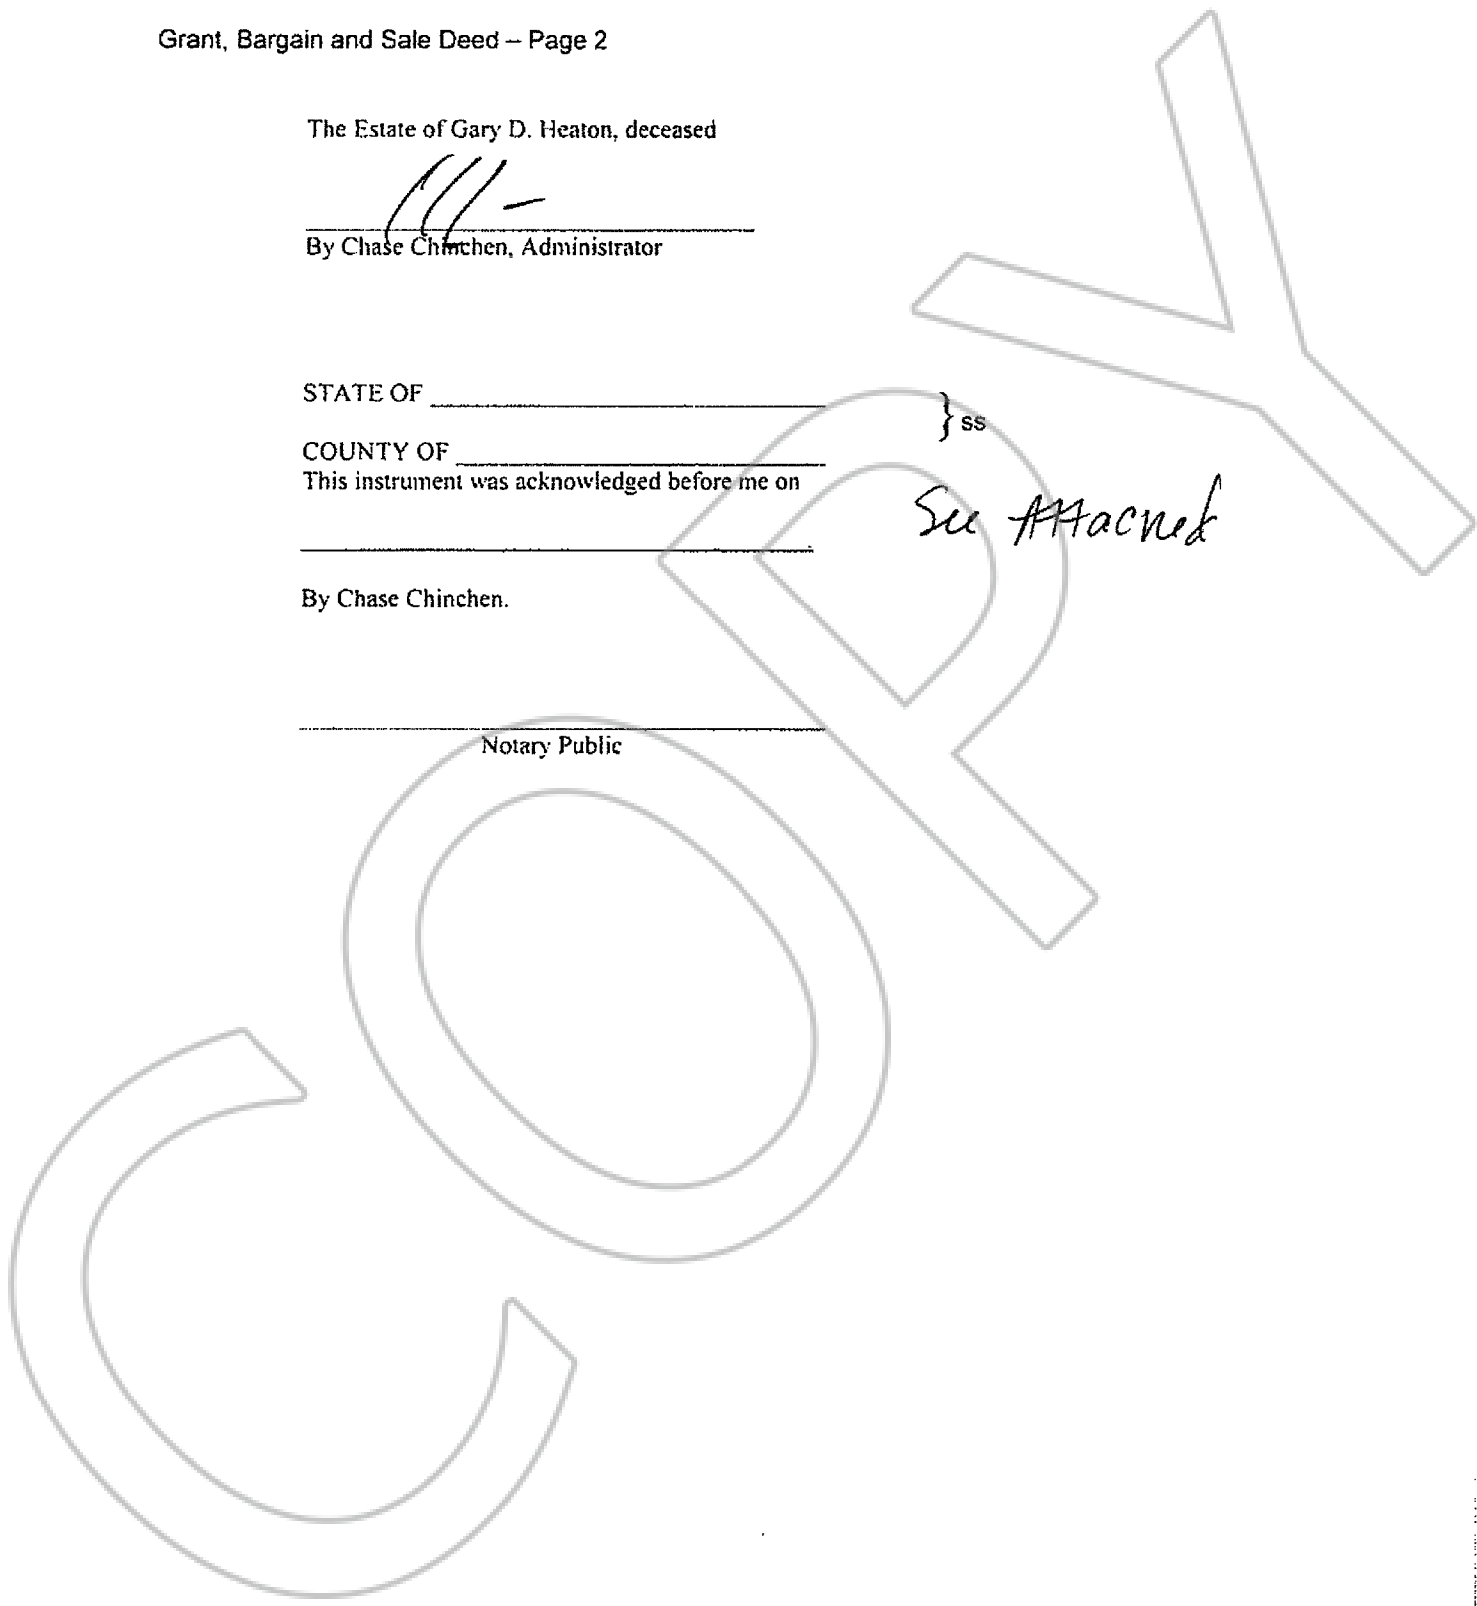 Grant, Bargain and Sale Deed – Page 2
The Estate of Gary D. Heaton, deceased
By Chase Chinchen, Administrator
STATE OF
} ss
COUNTY OF
This instrument was acknowledged before me on
See Attached
By Chase Chinchen.
Notary Public
COPY